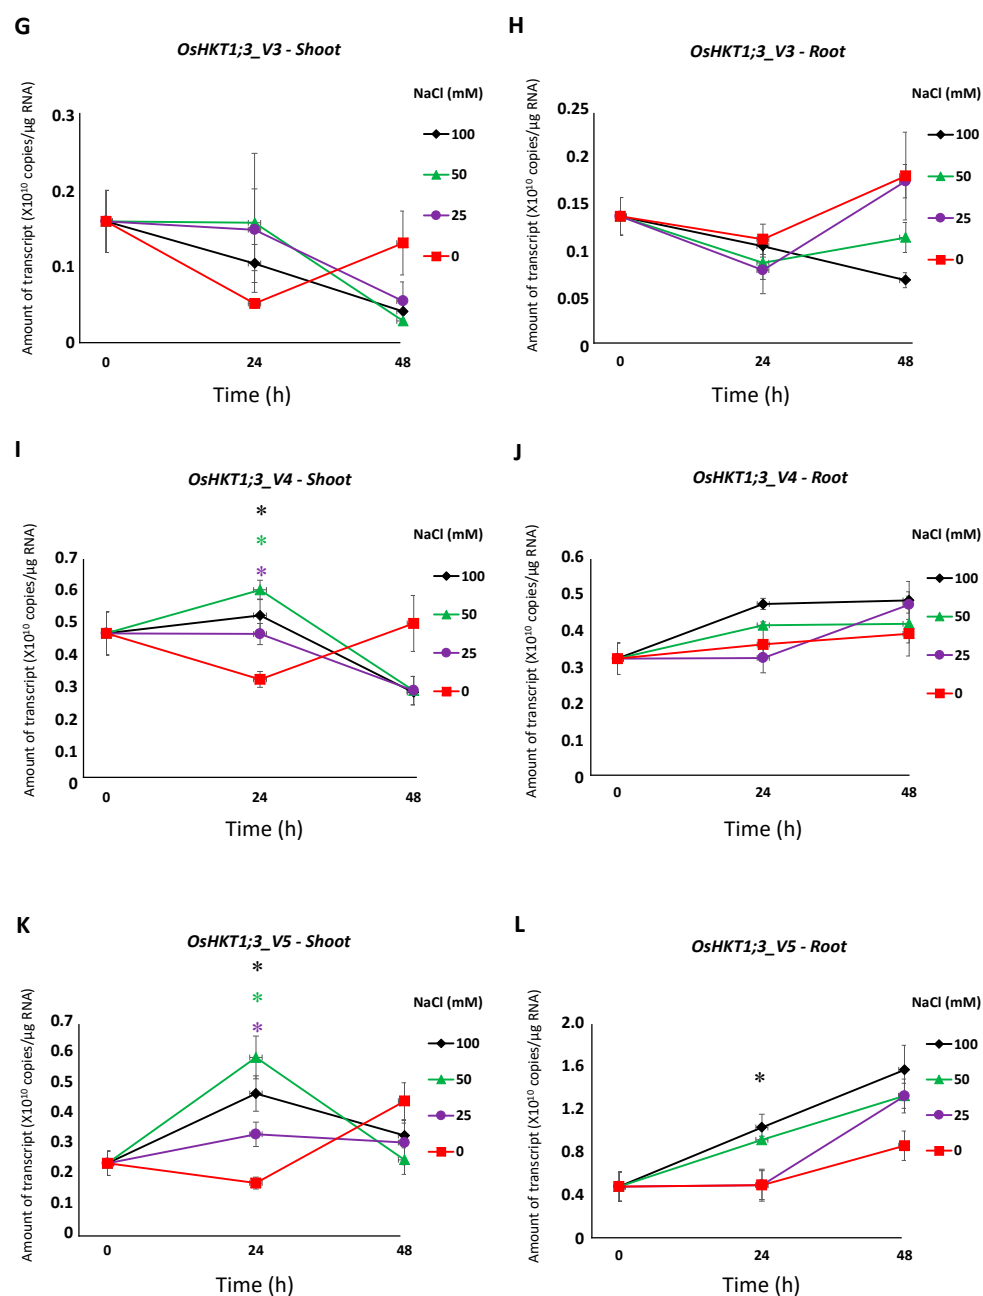 G
OsHKT1;3_V3 - Shoot
Amount of transcript (X10¹⁰ copies/µg RNA)
0.3
0.2
0.1
0
0
24
48
Time (h)
NaCl (mM)
100
50
25
0
H
OsHKT1;3_V3 - Root
Amount of transcript (X10¹⁰ copies/µg RNA)
0.25
0.2
0.15
0.1
0.05
0
0
24
48
Time (h)
NaCl (mM)
100
50
25
0
I
OsHKT1;3_V4 - Shoot
*
*
*
Amount of transcript (X10¹⁰ copies/µg RNA)
0.7
0.6
0.5
0.4
0.3
0.2
0.1
0
0
24
48
Time (h)
NaCl (mM)
100
50
25
0
J
OsHKT1;3_V4 - Root
Amount of transcript (X10¹⁰ copies/µg RNA)
0.6
0.5
0.4
0.3
0.2
0.1
0
0
24
48
Time (h)
NaCl (mM)
100
50
25
0
K
OsHKT1;3_V5 - Shoot
*
*
*
Amount of transcript (X10¹⁰ copies/µg RNA)
0.7
0.6
0.5
0.4
0.3
0.2
0.1
0
0
24
48
Time (h)
NaCl (mM)
100
50
25
0
L
OsHKT1;3_V5 - Root
*
Amount of transcript (X10¹⁰ copies/µg RNA)
2.0
1.6
1.2
0.8
0.4
0
0
24
48
Time (h)
NaCl (mM)
100
50
25
0